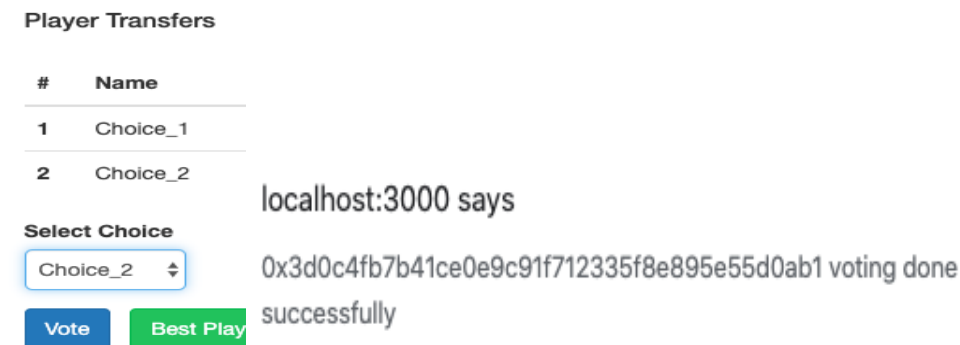 Player Transfers
# Name
1 Choice_1
2 Choice_2
Select Choice
Choice_2
Vote Best Play
localhost:3000 says
0x3d0c4fb7b41ce0e9c91f712335f8e895e55d0ab1 voting done
successfully